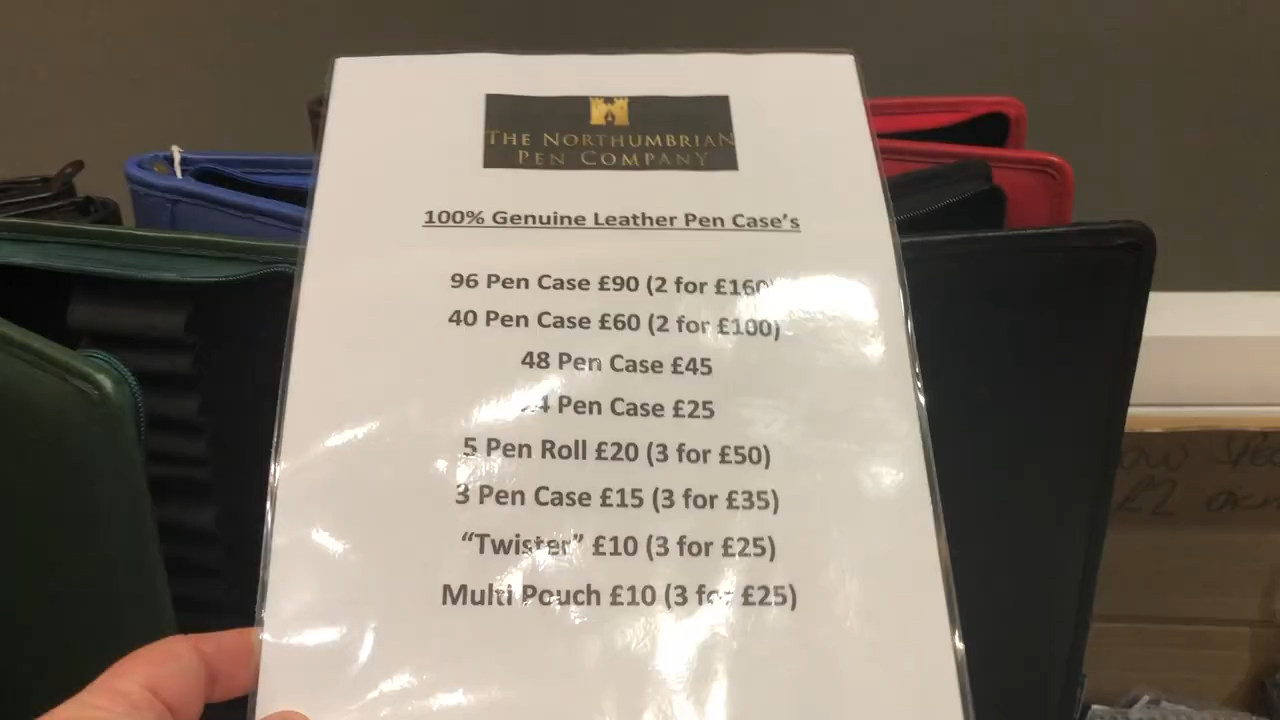 THE NORTHUMBRIAN
PEN COMPANY
100% Genuine Leather Pen Case's
96 Pen Case £90 (2 for £160)
40 Pen Case £60 (2 for £100)
48 Pen Case £45
Pen Case £25
5 Pen Roll £20 (3 for £50)
3 Pen Case £15 (3 for £35)
“Twister” £10 (3 for £25)
Multi Pouch £10 (3 for £25)
£2